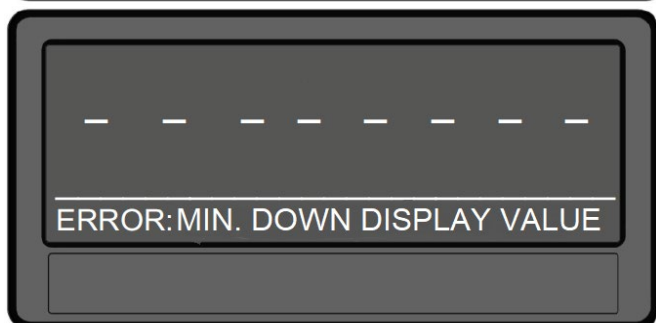 – – – – – – – –
ERROR:MIN. DOWN DISPLAY VALUE